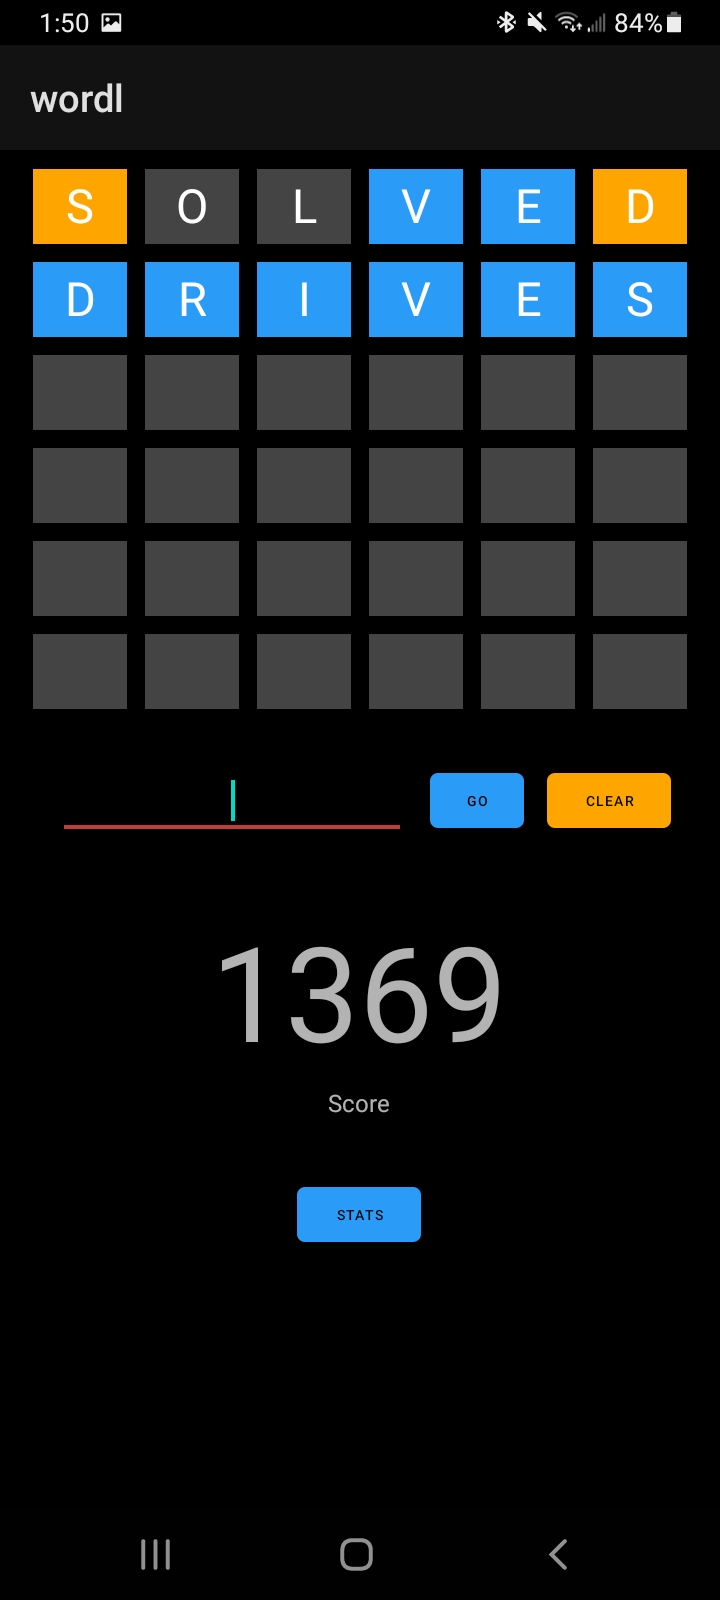 1:50 84%
wordl
S O L V E D
D R I V E S
GO CLEAR
1369
Score
STATS